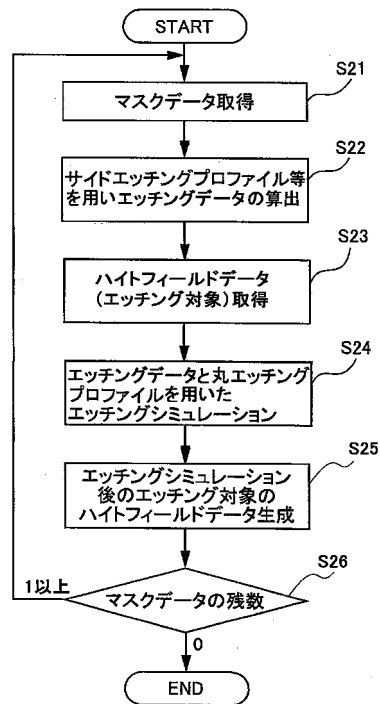 START
S21
マスクデータ取得
S22
サイドエッチングプロファイル等
を用いエッチングデータの算出
S23
ハイトフィールドデータ
(エッチング対象)取得
S24
エッチングデータと丸エッチング
プロファイルを用いた
エッチングシミュレーション
S25
エッチングシミュレーション
後のエッチング対象の
ハイトフィールドデータ生成
S26
1以上
マスクデータの残数
0
END